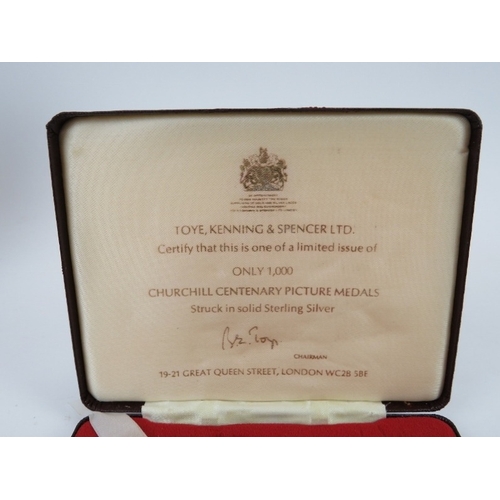 TOYE, KENNING & SPENCER LTD.
Certify that this is one of a limited issue of
ONLY 1,000
CHURCHILL CENTENARY PICTURE MEDALS
Struck in solid Sterling Silver
CHAIRMAN
19-21 GREAT QUEEN STREET, LONDON WC2B 5BE